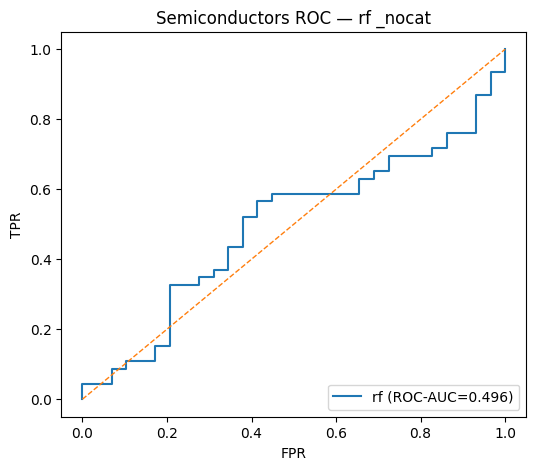 Semiconductors ROC — rf _nocat
TPR
1.0
0.8
0.6
0.4
0.2
0.0
rf (ROC-AUC=0.496)
0.0 0.2 0.4 0.6 0.8 1.0
FPR